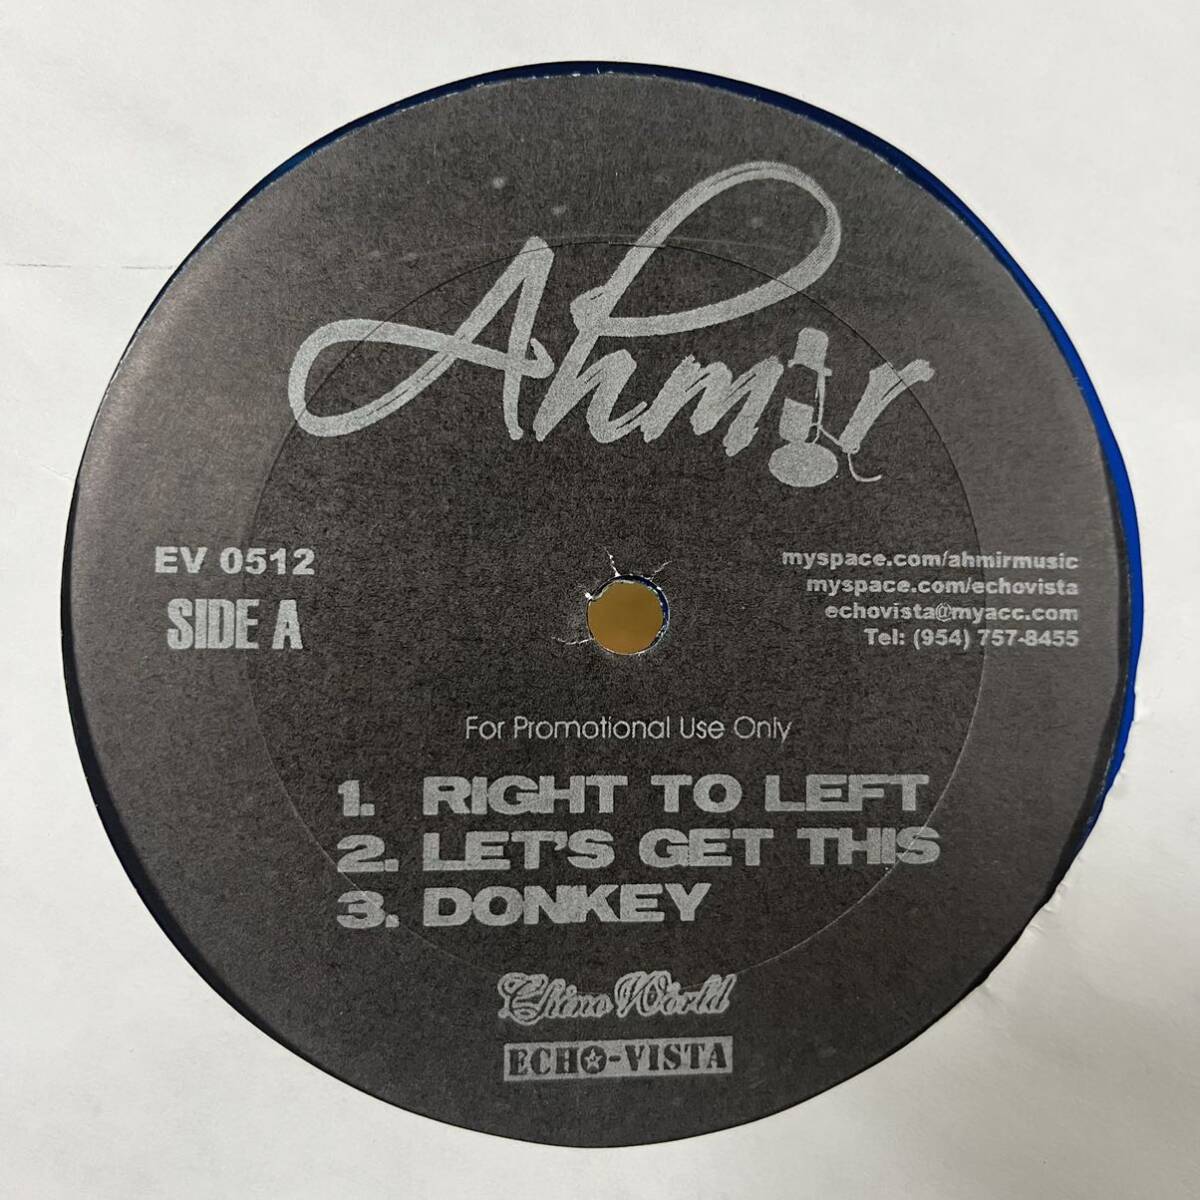 Ahmir
EV 0512
SIDE A
myspace.com/ahmirmusic
myspace.com/echovista
echovista@myacc.com
Tel: (954) 757-8455
For Promotional Use Only
1. RIGHT TO LEFT
2. LET'S GET THIS
3. DONKEY
Chino World
ECHO-VISTA